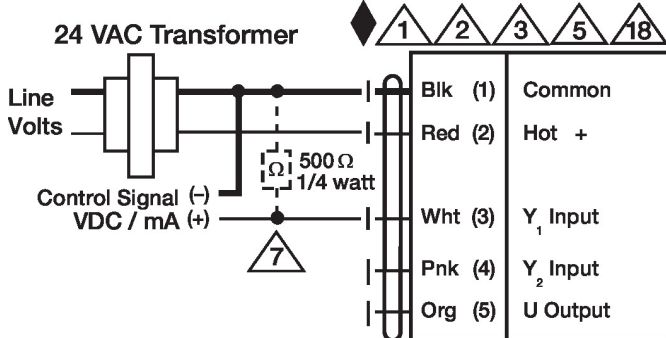 24 VAC Transformer
1 2 3 5 18
Line
Volts
Blk (1) Common
Red (2) Hot +
Ω 500 Ω
1/4 watt
Control Signal (–)
VDC / mA (+)
Wht (3) Y1 Input
7
Pnk (4) Y2 Input
Org (5) U Output